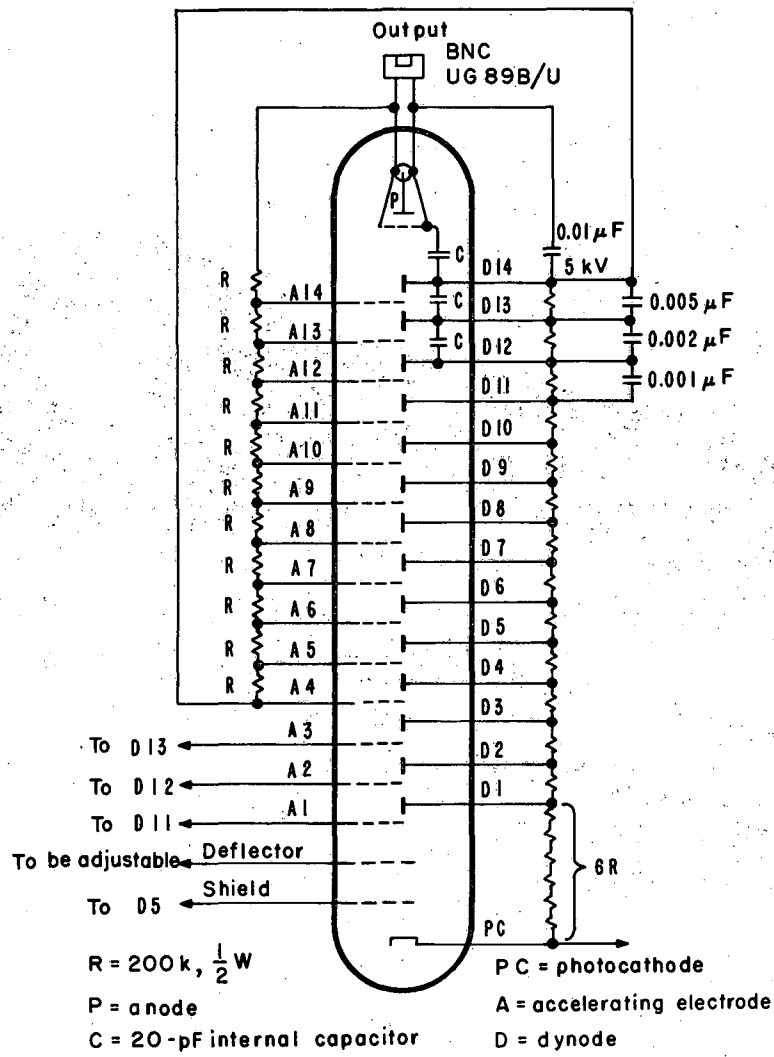 Output
BNC
UG 89B/U
P
0.01 μF
5 kV
C
D14
R
A14
C
D13
0.005 μF
R
A13
C
D12
0.002 μF
R
A12
D11
0.001 μF
R
A11
D10
R
A10
D9
R
A9
D8
R
A8
D7
R
A7
D6
R
A6
D5
R
A5
D4
R
A4
D3
A3
To D13
D2
A2
To D12
D1
A1
To D11
To be adjustable
Deflector
6R
Shield
To D5
PC
R = 200k, 1/2 W
PC = photocathode
P = anode
A = accelerating electrode
C = 20-pF internal capacitor
D = dynode